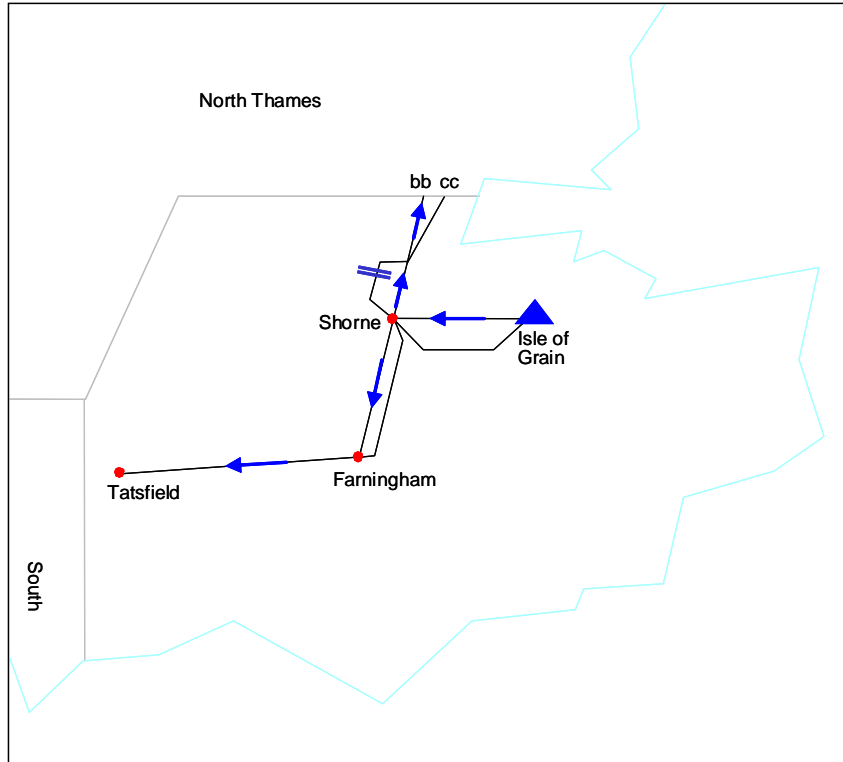 North Thames
bb cc
Shorne
Isle of
Grain
Farningham
Tatsfield
South